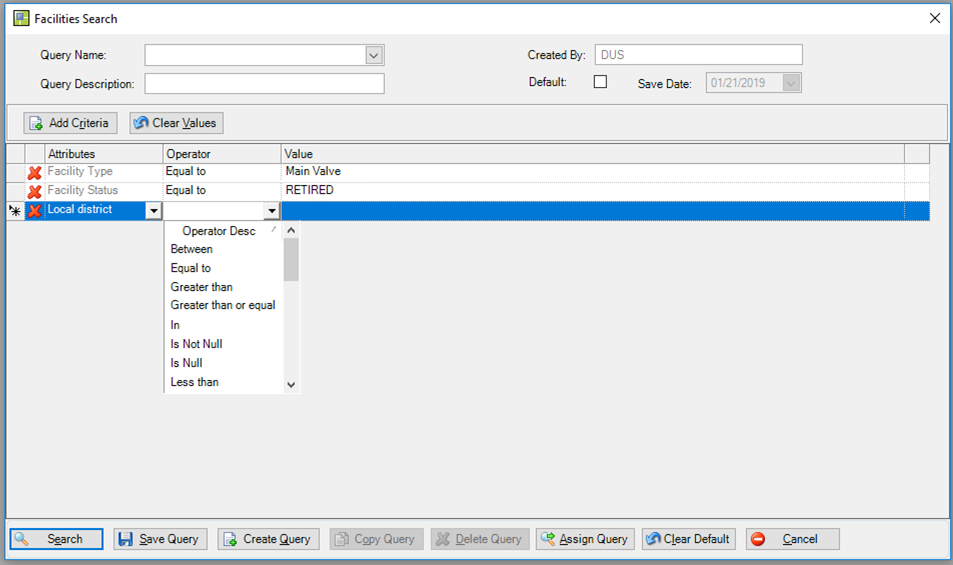 Facilities Search
Query Name:
Created By: DUS
Query Description:
Default:
Save Date: 01/21/2019
Add Criteria
Clear Values
Attributes Operator Value
Facility Type Equal to Main Valve
Facility Status Equal to RETIRED
Local district
Operator Desc
Between
Equal to
Greater than
Greater than or equal
In
Is Not Null
Is Null
Less than
Search Save Query Create Query Copy Query Delete Query Assign Query Clear Default Cancel